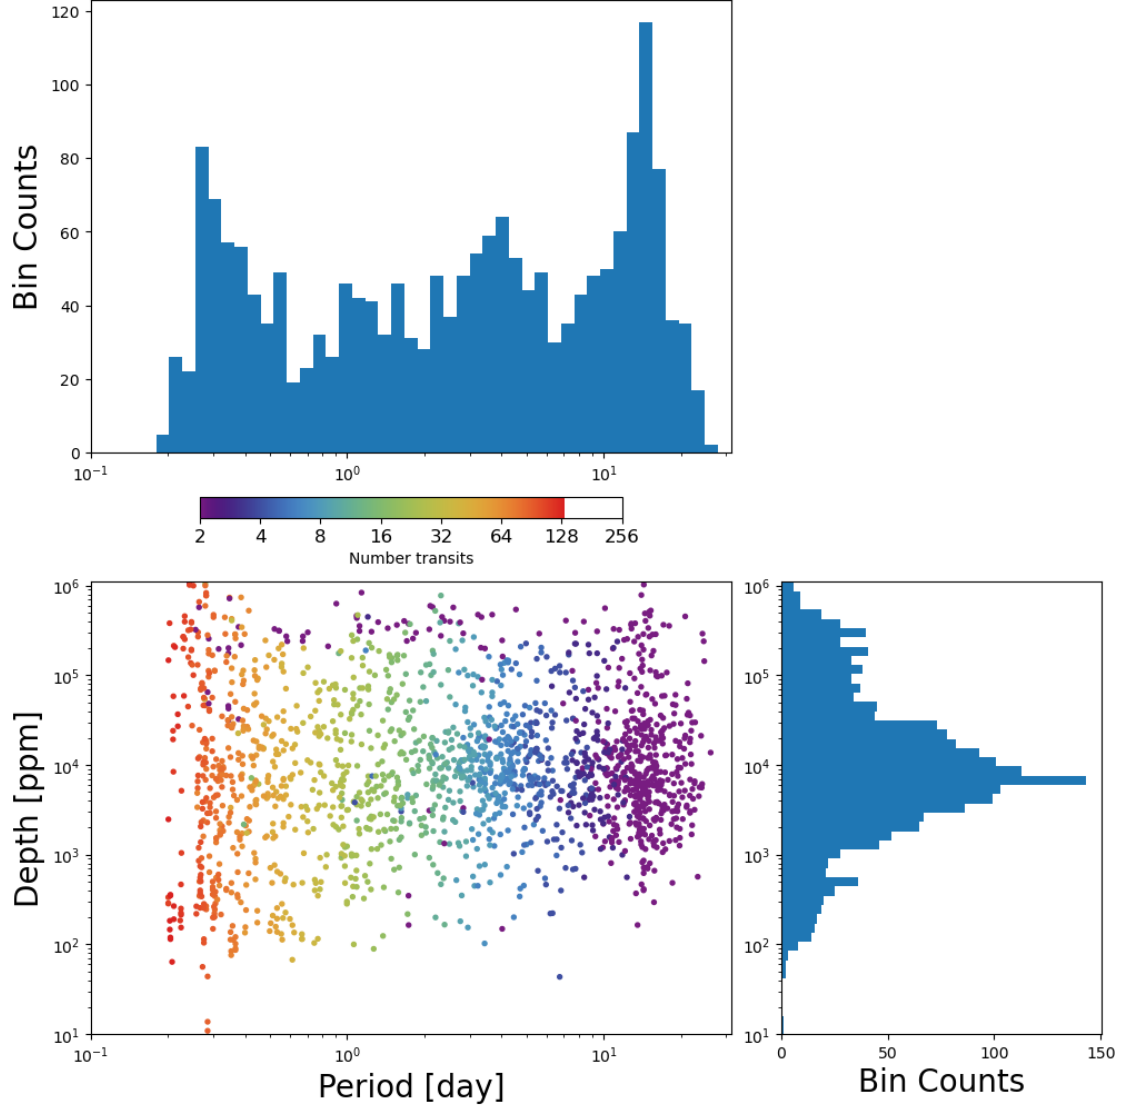 120
100
80
60
40
20
0
Bin Counts
10⁻¹ 10⁰ 10¹
2 4 8 16 32 64 128 256
Number transits
10⁶
10⁵
10⁴
10³
10²
10¹
Depth [ppm]
10⁻¹ 10⁰ 10¹
Period [day]
10⁶
10⁵
10⁴
10³
10²
10¹
0 50 100 150
Bin Counts